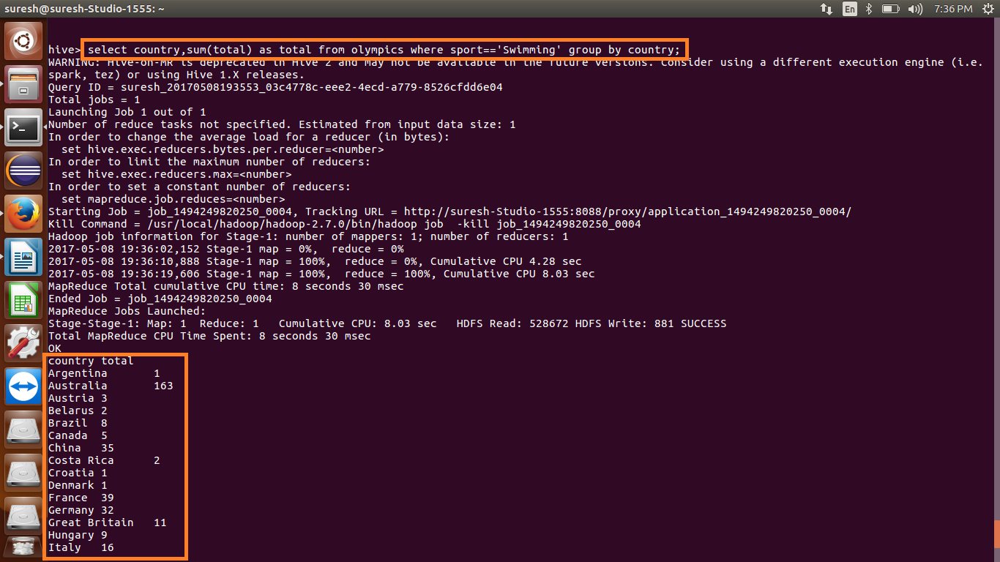 suresh@suresh-Studio-1555: ~
En
7:36 PM
hive> select country,sum(total) as total from olympics where sport=='Swimming' group by country;
WARNING: Hive-on-MR is deprecated in Hive 2 and may not be available in the future versions. Consider using a different execution engine (i.e.
spark, tez) or using Hive 1.X releases.
Query ID = suresh_20170508193553_03c4778c-eee2-4ecd-a779-8526cfdd6e04
Total jobs = 1
Launching Job 1 out of 1
Number of reduce tasks not specified. Estimated from input data size: 1
In order to change the average load for a reducer (in bytes):
  set hive.exec.reducers.bytes.per.reducer=<number>
In order to limit the maximum number of reducers:
  set hive.exec.reducers.max=<number>
In order to set a constant number of reducers:
  set mapreduce.job.reduces=<number>
Starting Job = job_1494249820250_0004, Tracking URL = http://suresh-Studio-1555:8088/proxy/application_1494249820250_0004/
Kill Command = /usr/local/hadoop/hadoop-2.7.0/bin/hadoop job  -kill job_1494249820250_0004
Hadoop job information for Stage-1: number of mappers: 1; number of reducers: 1
2017-05-08 19:36:02,152 Stage-1 map = 0%,  reduce = 0%
2017-05-08 19:36:10,888 Stage-1 map = 100%,  reduce = 0%, Cumulative CPU 4.28 sec
2017-05-08 19:36:19,606 Stage-1 map = 100%,  reduce = 100%, Cumulative CPU 8.03 sec
MapReduce Total cumulative CPU time: 8 seconds 30 msec
Ended Job = job_1494249820250_0004
MapReduce Jobs Launched:
Stage-Stage-1: Map: 1  Reduce: 1   Cumulative CPU: 8.03 sec   HDFS Read: 528672 HDFS Write: 881 SUCCESS
Total MapReduce CPU Time Spent: 8 seconds 30 msec
OK
country total
Argentina       1
Australia       163
Austria 3
Belarus 2
Brazil  8
Canada  5
China   35
Costa Rica      2
Croatia 1
Denmark 1
France  39
Germany 32
Great Britain   11
Hungary 9
Italy   16